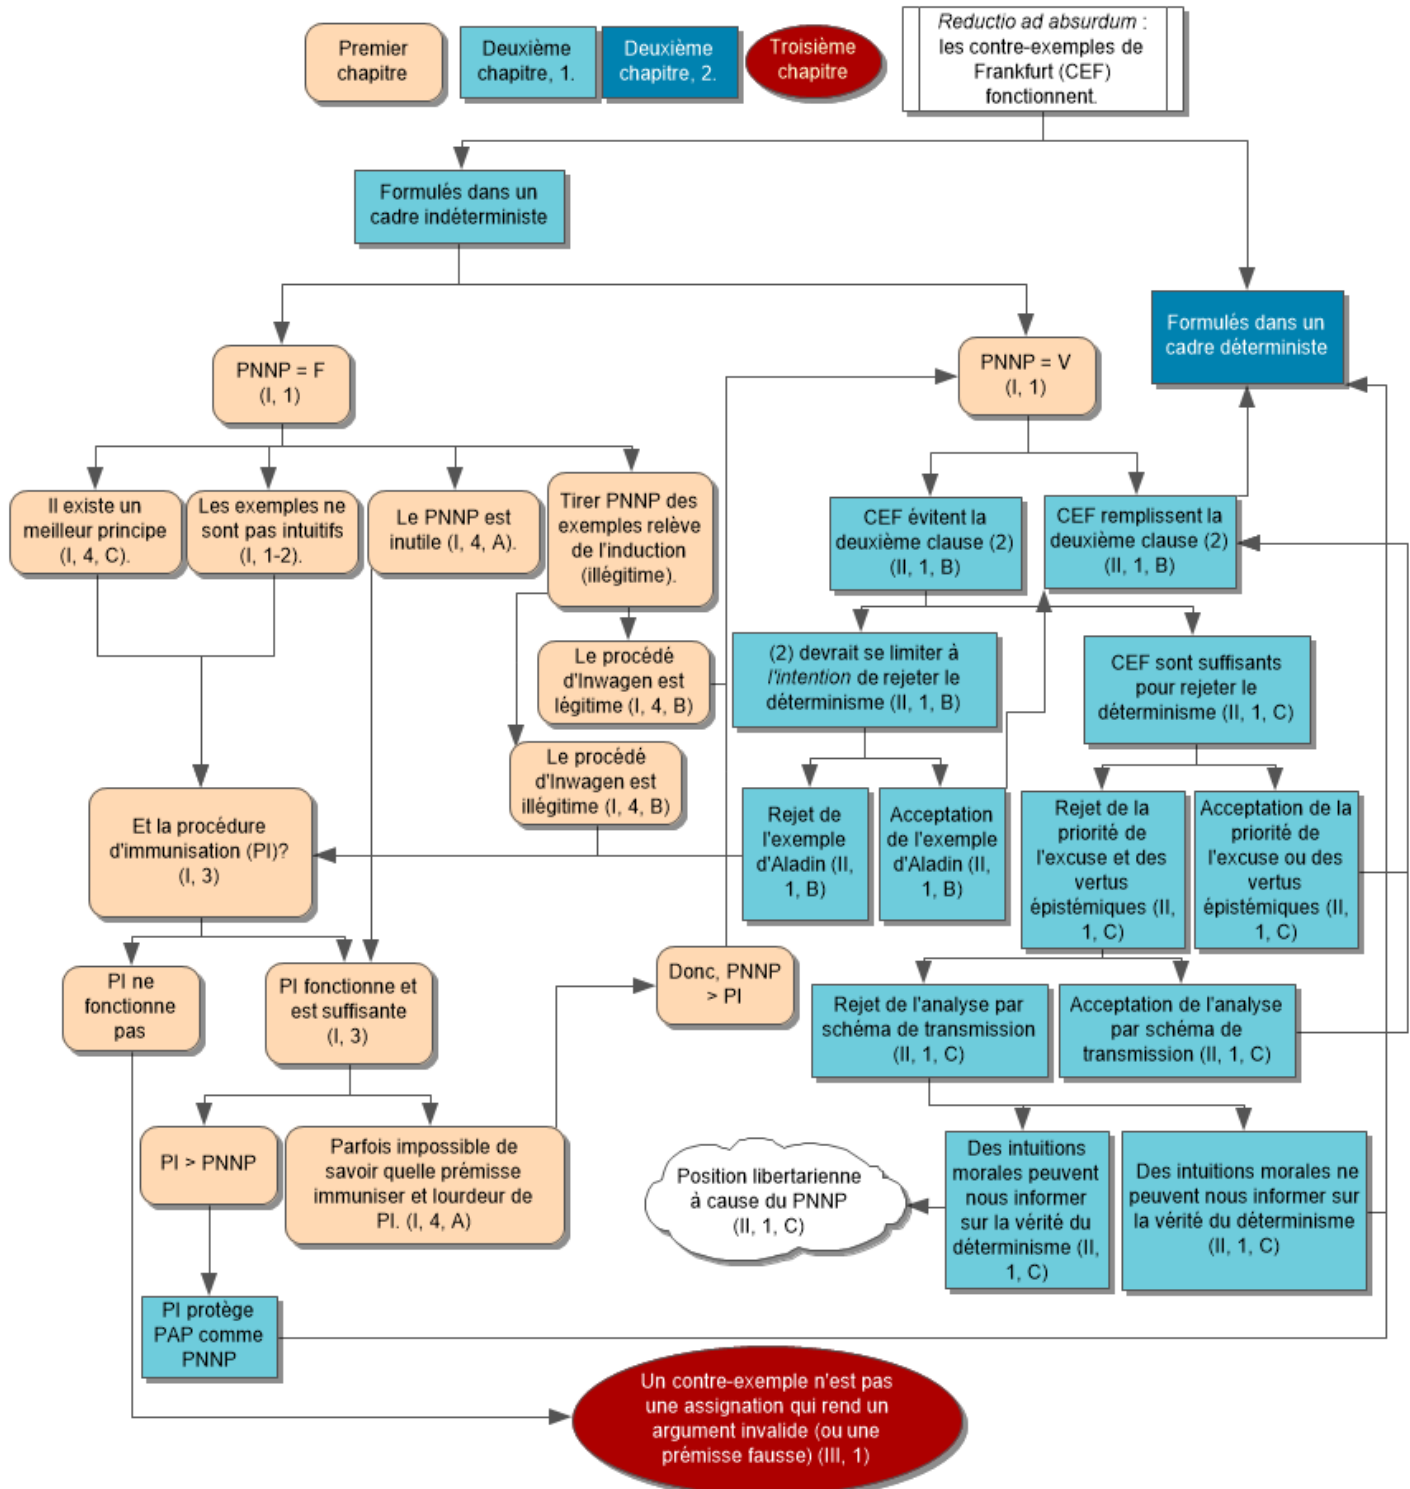 Premier
chapitre
Deuxième
chapitre, 1.
Deuxième
chapitre, 2.
Troisième
chapitre
Reductio ad absurdum :
les contre-exemples de
Frankfurt (CEF)
fonctionnent.
Formulés dans un
cadre indéterministe
Formulés dans un
cadre déterministe
PNNP = F
(I, 1)
PNNP = V
(I, 1)
Il existe un
meilleur principe
(I, 4, C).
Les exemples ne
sont pas intuitifs
(I, 1-2).
Le PNNP est
inutile (I, 4, A).
Tirer PNNP des
exemples relève
de l'induction
(illégitime).
CEF évitent la
deuxième clause (2)
(II, 1, B)
CEF remplissent la
deuxième clause (2)
(II, 1, B)
Le procédé
d'Inwagen est
légitime (I, 4, B)
(2) devrait se limiter à
l'intention de rejeter le
déterminisme (II, 1, B)
CEF sont suffisants
pour rejeter le
déterminisme (II, 1, C)
Le procédé
d'Inwagen est
illégitime (I, 4, B)
Et la procédure
d'immunisation (PI)?
(I, 3)
Rejet de
l'exemple
d'Aladin (II,
1, B)
Acceptation
de l'exemple
d'Aladin (II,
1, B)
Rejet de la
priorité de
l'excuse et des
vertus
épistémiques (II,
1, C)
Acceptation de la
priorité de
l'excuse ou des
vertus
épistémiques (II,
1, C)
PI ne
fonctionne
pas
PI fonctionne et
est suffisante
(I, 3)
Donc, PNNP
> PI
Rejet de l'analyse par
schéma de transmission
(II, 1, C)
Acceptation de l'analyse
par schéma de
transmission (II, 1, C)
PI > PNNP
Parfois impossible de
savoir quelle prémisse
immuniser et lourdeur de
PI. (I, 4, A)
Position libertarienne
à cause du PNNP
(II, 1, C)
Des intuitions
morales peuvent
nous informer
sur la vérité du
déterminisme (II,
1, C)
Des intuitions morales ne
peuvent nous informer sur
la vérité du déterminisme
(II, 1, C)
PI protège
PAP comme
PNNP
Un contre-exemple n'est pas
une assignation qui rend un
argument invalide (ou une
prémisse fausse) (III, 1)